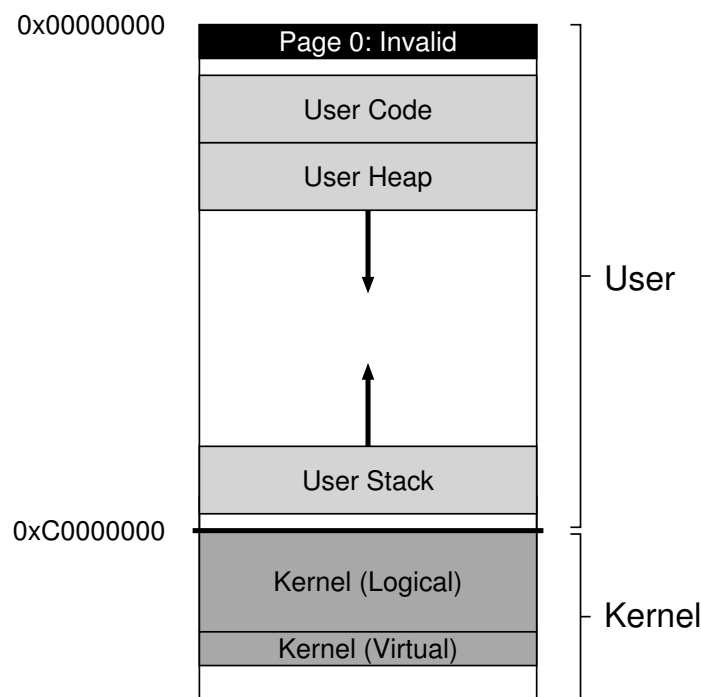 0x00000000
Page 0: Invalid
User Code
User Heap
User
User Stack
0xC0000000
Kernel (Logical)
Kernel
Kernel (Virtual)